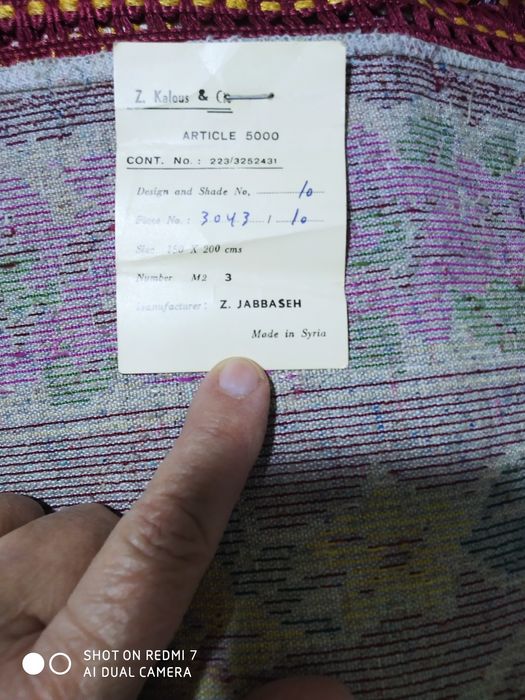 Z. Kalous & Co
ARTICLE 5000
CONT. No. : 223/3252431
Design and Shade No. 10
Piece No. : 3043 / 10
Size 150 X 200 cms
Number M2 3
Manufacturer: Z. JABBASEH
Made in Syria
SHOT ON REDMI 7
AI DUAL CAMERA